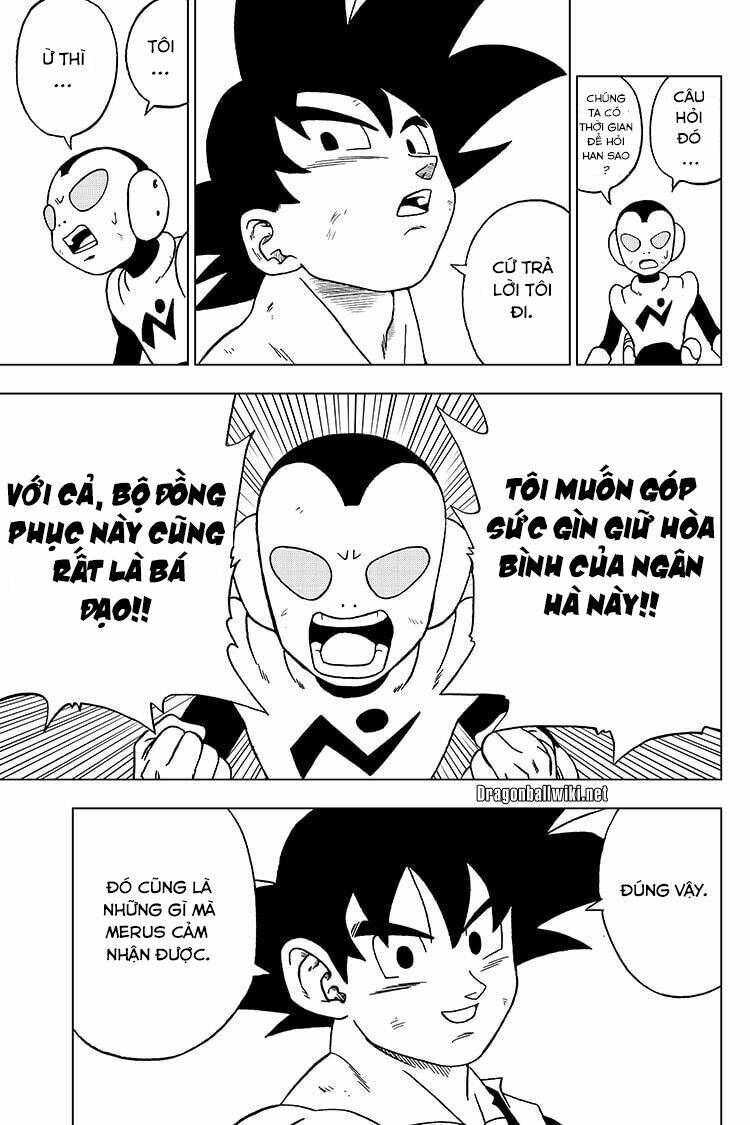 CÂU
HỎI
ĐÓ
...
CHÚNG
TA CÓ
THỜI GIAN
ĐỂ HỎI
HAN SAO
?
CỨ TRẢ
LỜI TÔI
ĐI.
TÔI
...
Ừ THÌ
...
TÔI MUỐN GÓP
SỨC GÌN GIỮ HÒA
BÌNH CỦA NGÂN
HÀ NÀY!!
VỚI CẢ, BỘ ĐỒNG
PHỤC NÀY CŨNG
RẤT LÀ BÁ
ĐẠO!!
Dragonballwiki.net
ĐÚNG VẬY.
ĐÓ CŨNG LÀ
NHỮNG GÌ MÀ
MERUS CẢM
NHẬN ĐƯỢC.